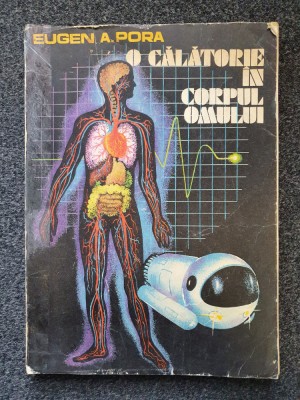 EUGEN A. PORA
O CĂLĂTORIE
ÎN
CORPUL
OMULUI